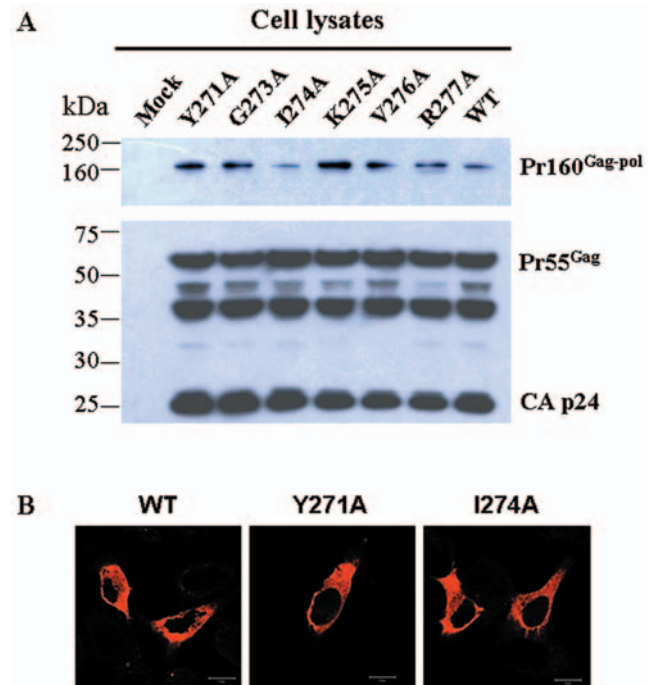 A
Cell lysates
kDa
Mock Y271A G273A I274A K275A V276A R277A WT
250
160
Pr160Gag-pol
75
Pr55Gag
50
35
30
25
CA p24
B
WT Y271A I274A